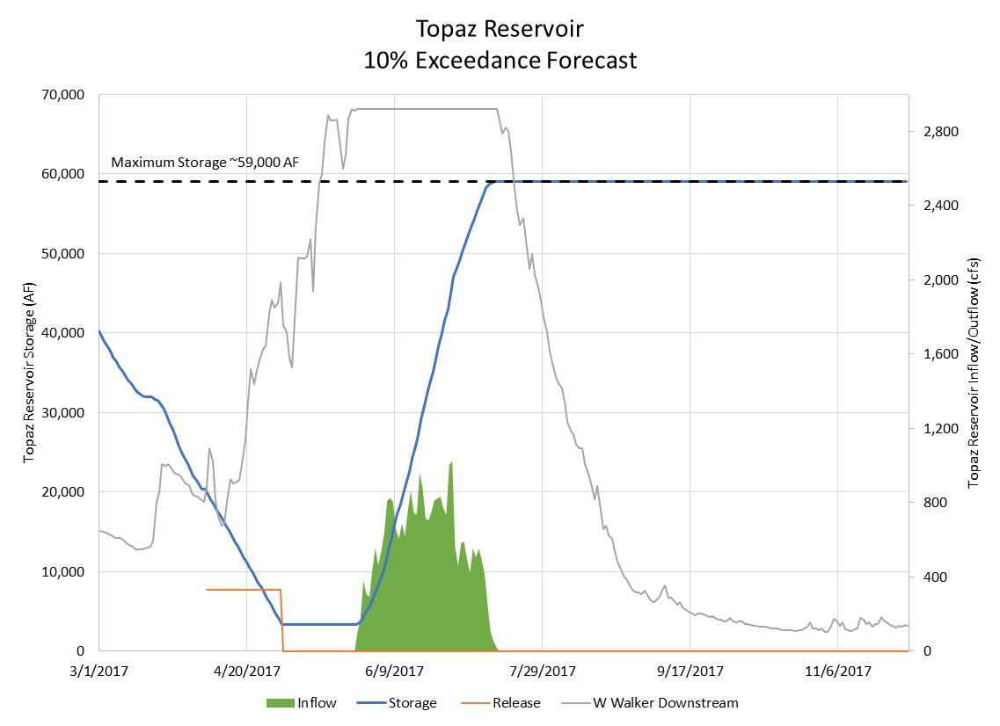 Topaz Reservoir
10% Exceedance Forecast
70,000
60,000
50,000
40,000
30,000
20,000
10,000
0
Topaz Reservoir Storage (AF)
Maximum Storage ~59,000 AF
2,800
2,400
2,000
1,600
1,200
800
400
0
Topaz Reservoir Inflow/Outflow (cfs)
3/1/2017 4/20/2017 6/9/2017 7/29/2017 9/17/2017 11/6/2017
Inflow Storage Release W Walker Downstream